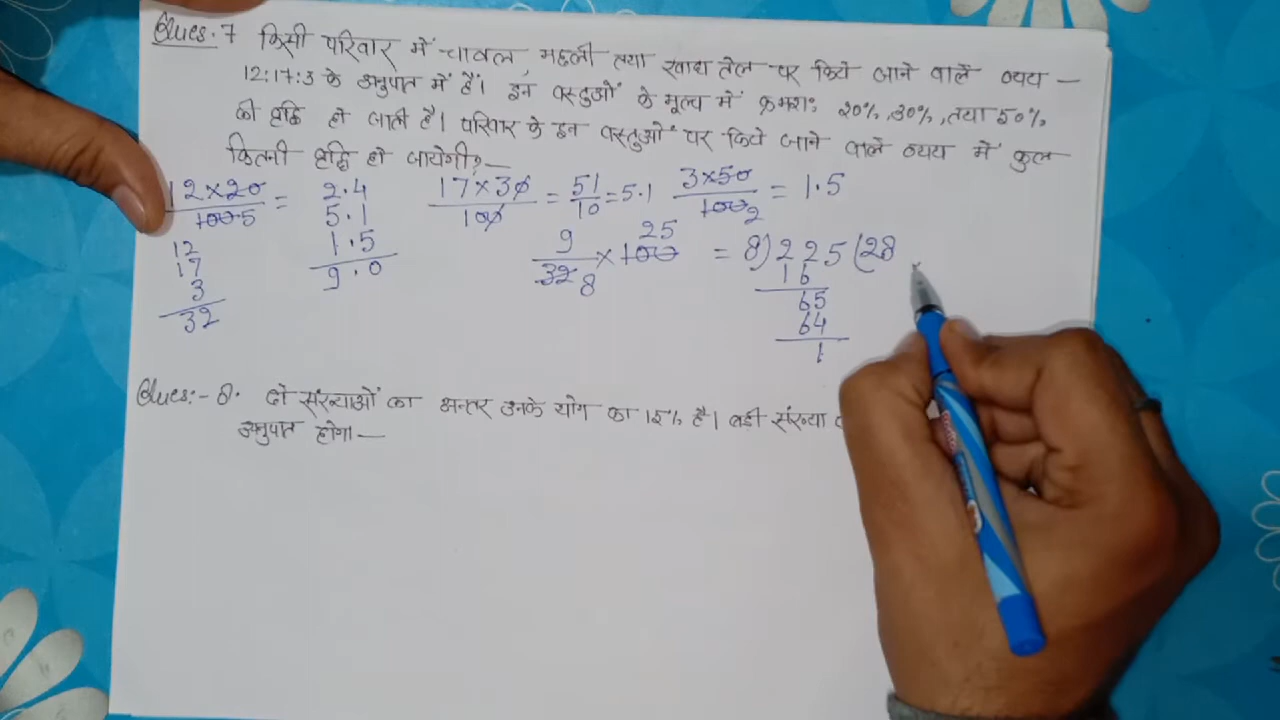 Ques. 7 किसी परिवार में चावल, मछली तथा खाद्य तेल पर किये जाने वाले व्यय —
12:17:3 के अनुपात में हैं। इन वस्तुओं के मूल्य में क्रमशः 20%, 30%, तथा 50%
की वृद्धि हो जाती है। परिवार के इन वस्तुओं पर किये जाने वाले व्यय में कुल
कितनी वृद्धि हो जायेगी? —
12×20/100 5 = 2.4 17×30/100 = 51/10 = 5.1 3×50/100 2 = 1.5
5.1
12 1.5 9/32 8 × 100 25 = 8) 225 (28
17 9.0 16
3 65
32 64
1
Ques:- 8. दो संख्याओं का अन्तर उनके योग का 15% है। बड़ी संख्या
अनुपात होगा —